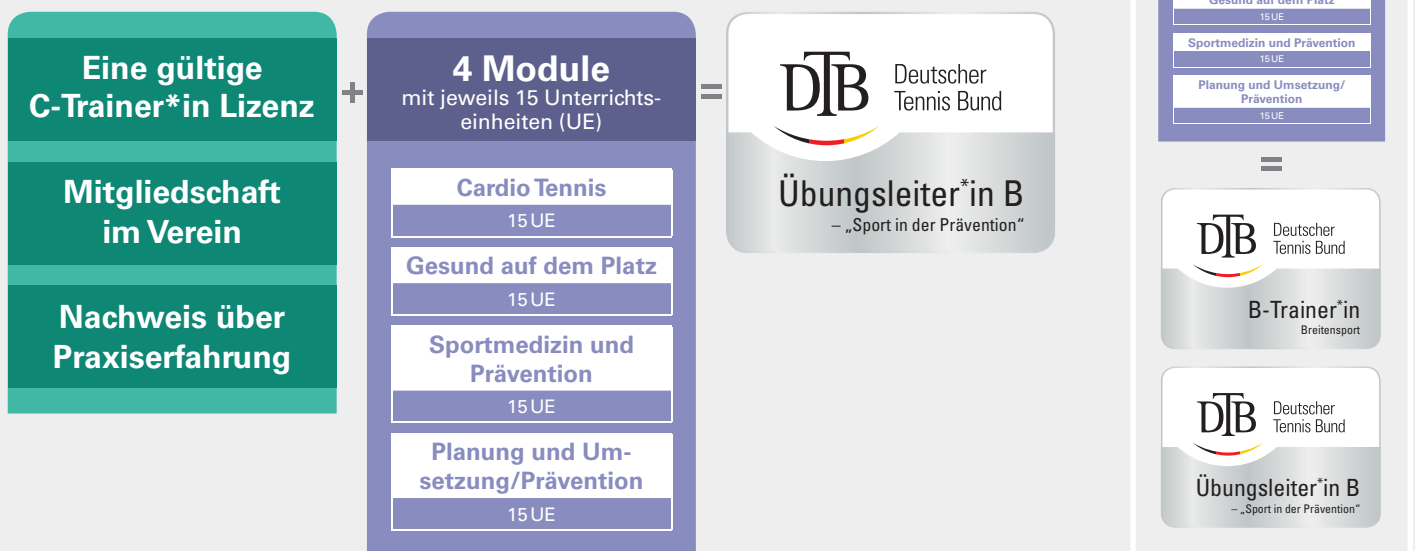 Eine gültige
C-Trainer*in Lizenz
Mitgliedschaft
im Verein
Nachweis über
Praxiserfahrung
+
4 Module
mit jeweils 15 Unterrichts-
einheiten (UE)
Cardio Tennis
15 UE
Gesund auf dem Platz
15 UE
Sportmedizin und
Prävention
15 UE
Planung und Um-
setzung/Prävention
15 UE
=
DTB
Deutscher
Tennis Bund
Übungsleiter*in B
– „Sport in der Prävention“
Gesund auf dem Platz
15 UE
Sportmedizin und Prävention
15 UE
Planung und Umsetzung/
Prävention
15 UE
=
DTB
Deutscher
Tennis Bund
B-Trainer*in
Breitensport
DTB
Deutscher
Tennis Bund
Übungsleiter*in B
– „Sport in der Prävention“